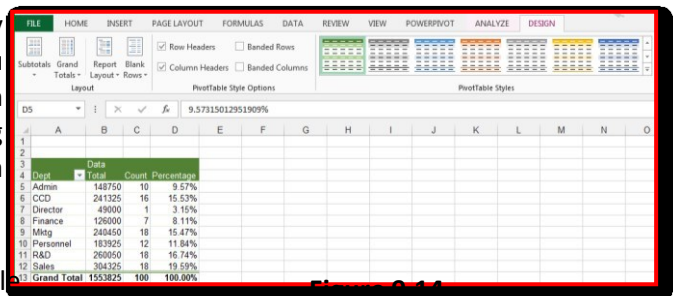 FILE HOME INSERT PAGE LAYOUT FORMULAS DATA REVIEW VIEW POWERPIVOT ANALYZE DESIGN
Subtotals Grand Totals Report Layout Blank Rows
Row Headers Banded Rows
Column Headers Banded Columns
Layout PivotTable Style Options PivotTable Styles
D5 fx 9.57315012951909%
A B C D E F G H I J K L M N O
1
2
3 Data
4 Dept Total Count Percentage
5 Admin 148750 10 9.57%
6 CCD 241325 16 15.53%
7 Director 49000 1 3.15%
8 Finance 126000 7 8.11%
9 Mktg 240450 18 15.47%
10 Personnel 183925 12 11.84%
11 R&D 260050 18 16.74%
12 Sales 304325 18 19.59%
13 Grand Total 1553825 100 100.00%